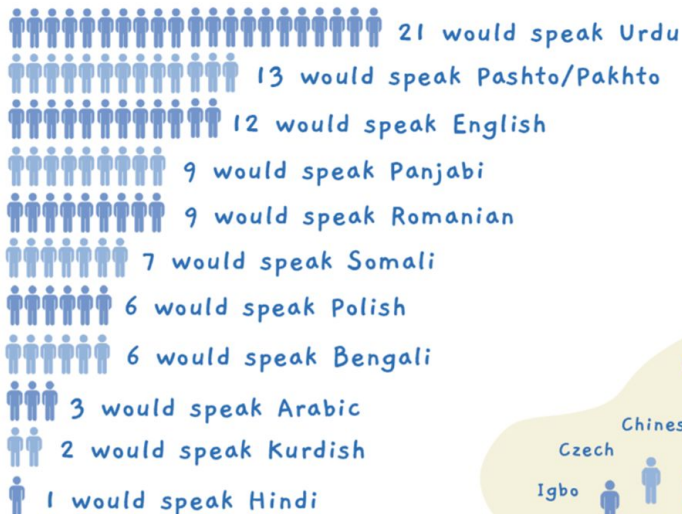 21 would speak Urdu
13 would speak Pashto/Pakhto
12 would speak English
9 would speak Panjabi
9 would speak Romanian
7 would speak Somali
6 would speak Polish
6 would speak Bengali
3 would speak Arabic
2 would speak Kurdish
1 would speak Hindi
Chines
Czech
Igbo